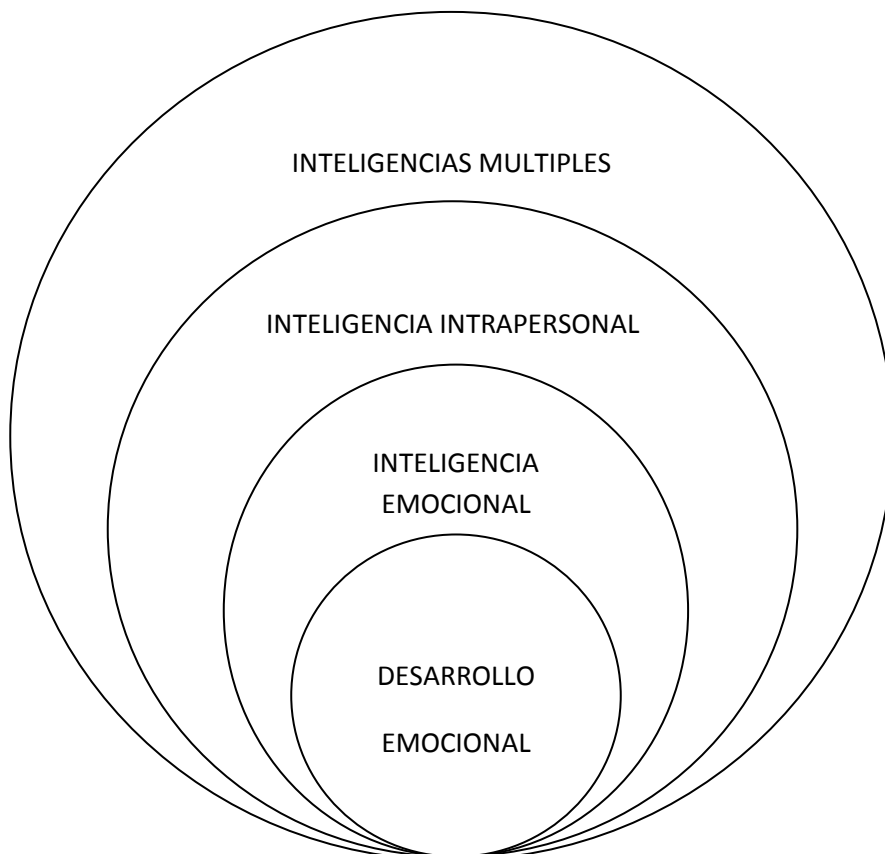 INTELIGENCIAS MULTIPLES
INTELIGENCIA INTRAPERSONAL
INTELIGENCIA
EMOCIONAL
DESARROLLO
EMOCIONAL